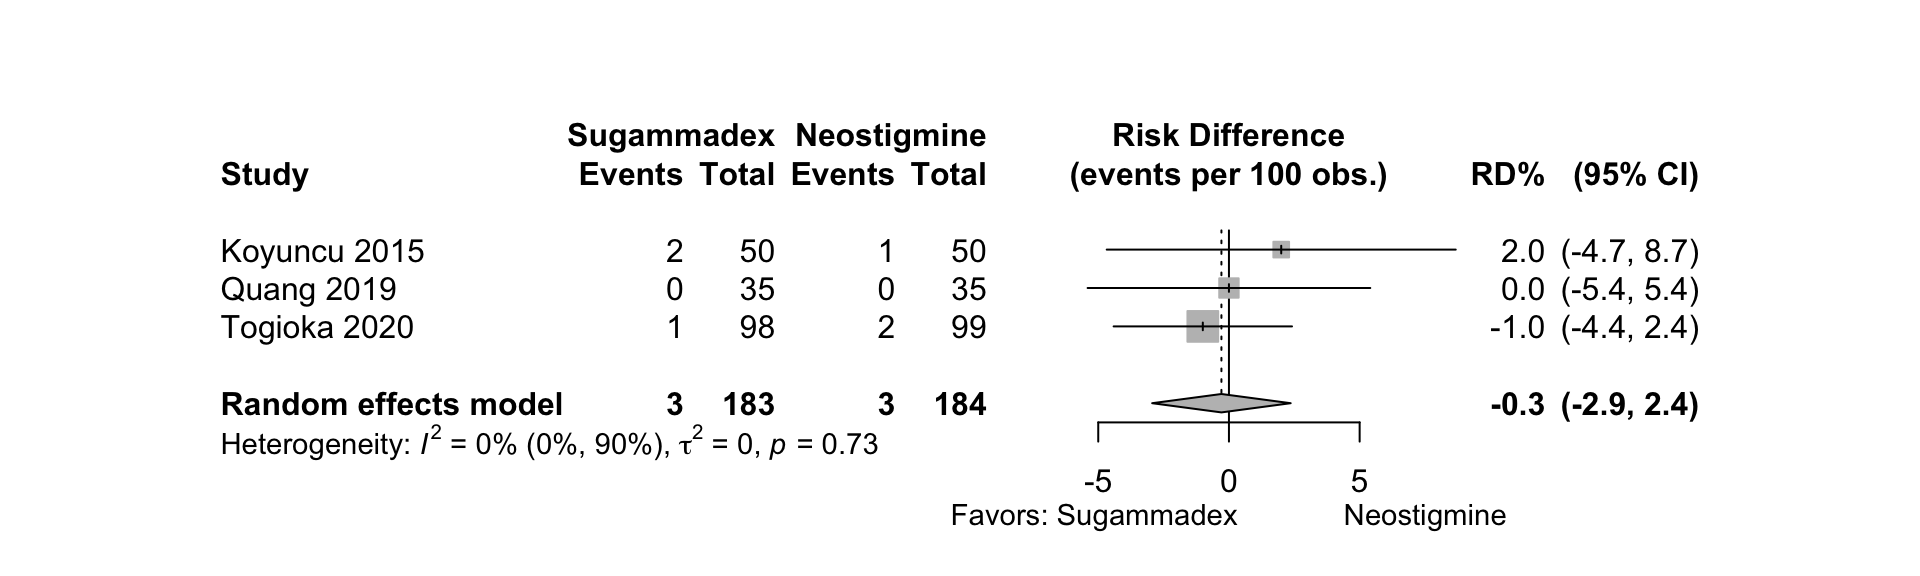 Sugammadex Neostigmine Risk Difference
Study Events Total Events Total (events per 100 obs.) RD% (95% CI)
Koyuncu 2015 2 50 1 50 2.0 (-4.7, 8.7)
Quang 2019 0 35 0 35 0.0 (-5.4, 5.4)
Togioka 2020 1 98 2 99 -1.0 (-4.4, 2.4)
Random effects model 3 183 3 184 -0.3 (-2.9, 2.4)
Heterogeneity: I² = 0% (0%, 90%), τ² = 0, p = 0.73
-5 0 5
Favors: Sugammadex Neostigmine